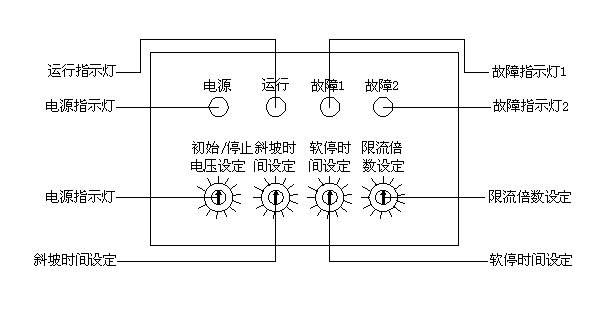 运行指示灯
故障指示灯1
电源 运行 故障1 故障2
电源指示灯
故障指示灯2
初始/停止 斜坡时 软停时 限流倍
电压设定 间设定 间设定 数设定
电源指示灯
限流倍数设定
斜坡时间设定
软停时间设定